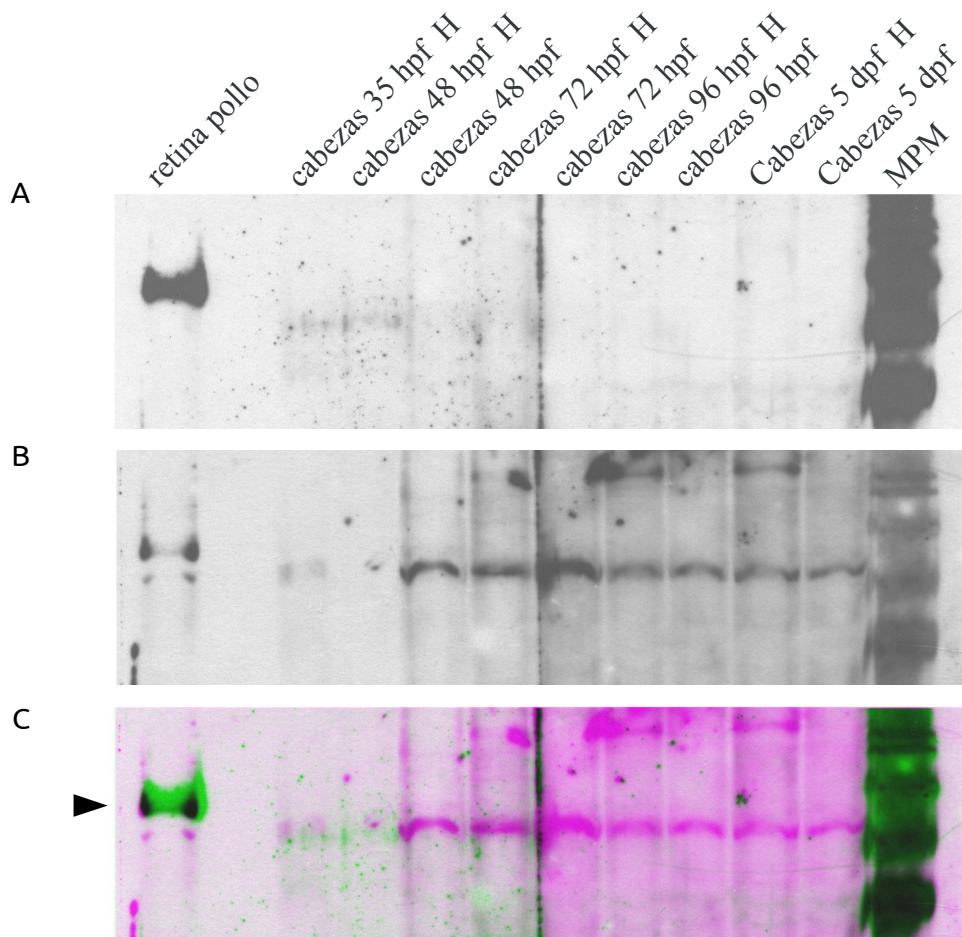 retina pollo
cabezas 35 hpf H
cabezas 48 hpf H
cabezas 48 hpf
cabezas 72 hpf H
cabezas 72 hpf
cabezas 96 hpf H
cabezas 96 hpf
Cabezas 5 dpf H
Cabezas 5 dpf
MPM
A
B
C